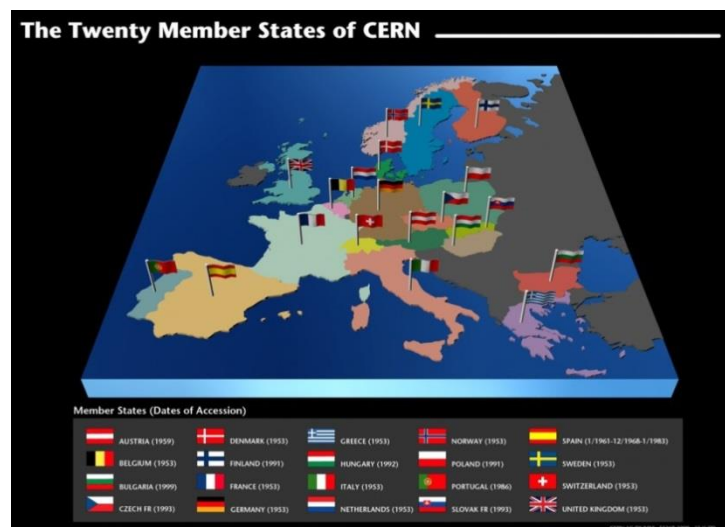 The Twenty Member States of CERN
Member States (Dates of Accession)
AUSTRIA (1959)
DENMARK (1953)
GREECE (1953)
NORWAY (1953)
SPAIN (1/1961-12/1968-1/1983)
BELGIUM (1953)
FINLAND (1991)
HUNGARY (1992)
POLAND (1991)
SWEDEN (1953)
BULGARIA (1999)
FRANCE (1953)
ITALY (1953)
PORTUGAL (1986)
SWITZERLAND (1953)
CZECH FR (1993)
GERMANY (1953)
NETHERLANDS (1953)
SLOVAK FR (1993)
UNITED KINGDOM (1953)